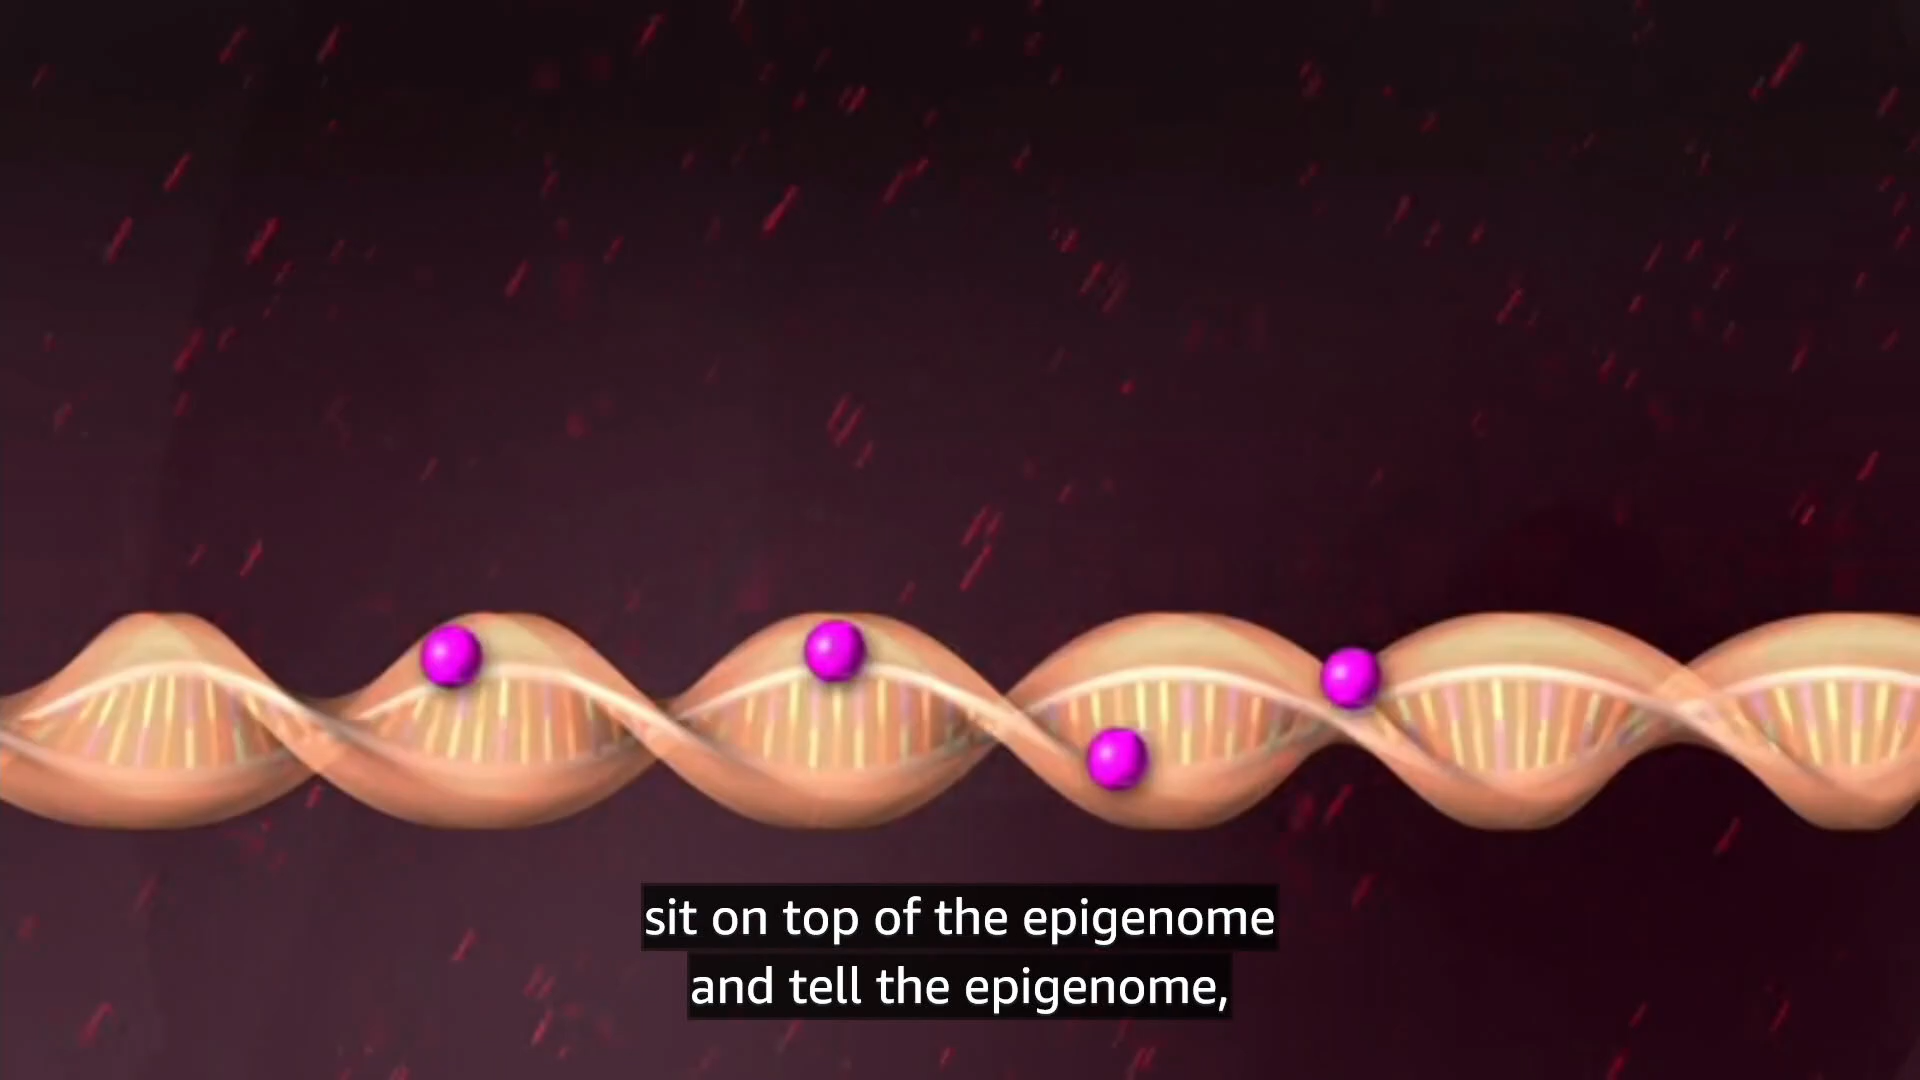 sit on top of the epigenome
and tell the epigenome,